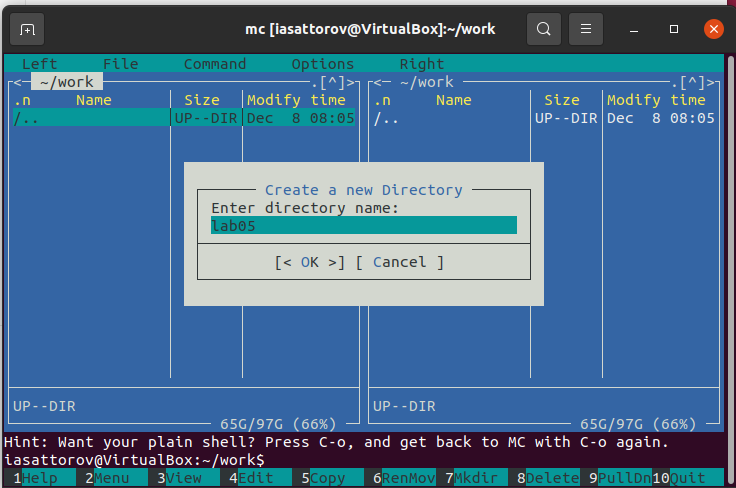 mc [iasattorov@VirtualBox]:~/work
Left File Command Options Right
<─ ~/work ─ .[^]>
<─ ~/work ─ .[^]>
.n Name Size Modify time
.n Name Size Modify time
/.. UP--DIR Dec 8 08:05
/.. UP--DIR Dec 8 08:05
Create a new Directory
Enter directory name:
lab05
[< OK >] [ Cancel ]
UP--DIR
UP--DIR
65G/97G (66%)
65G/97G (66%)
Hint: Want your plain shell? Press C-o, and get back to MC with C-o again.
iasattorov@VirtualBox:~/work$
1Help 2Menu 3View 4Edit 5Copy 6RenMov 7Mkdir 8Delete 9PullDn 10Quit